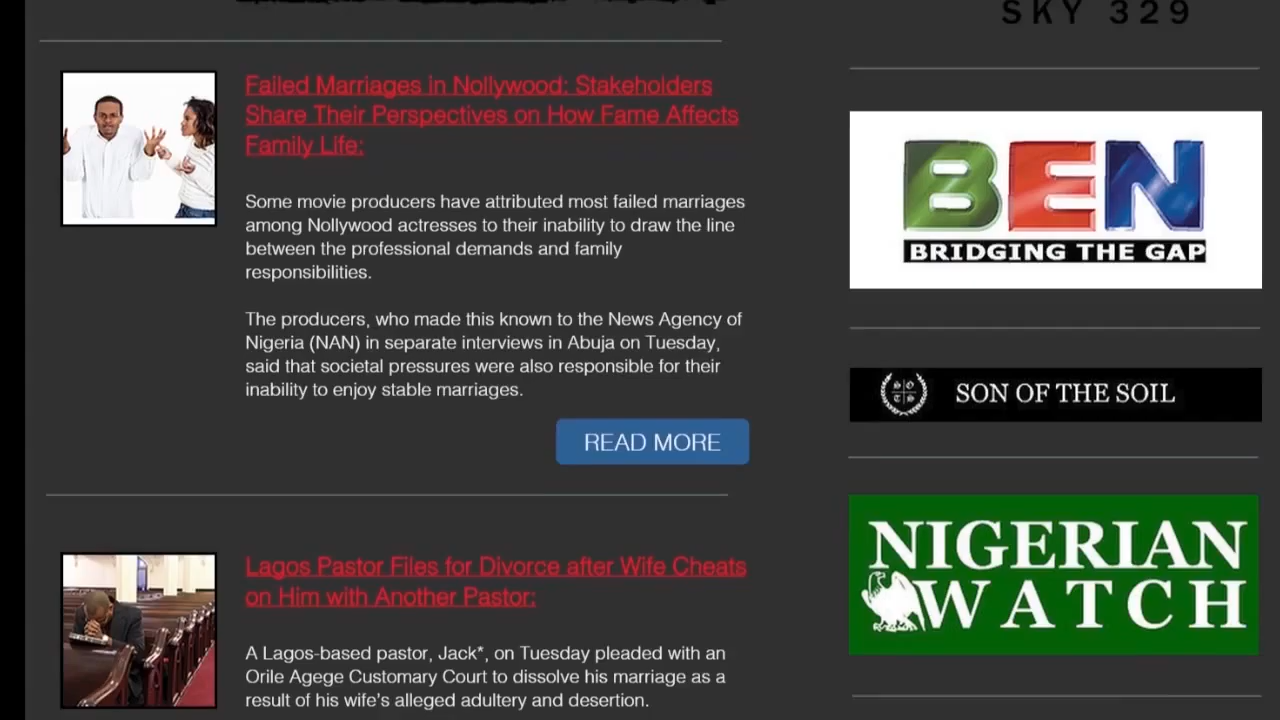 SKY 329
Failed Marriages in Nollywood: Stakeholders
Share Their Perspectives on How Fame Affects
Family Life:
Some movie producers have attributed most failed marriages
among Nollywood actresses to their inability to draw the line
between the professional demands and family
responsibilities.
The producers, who made this known to the News Agency of
Nigeria (NAN) in separate interviews in Abuja on Tuesday,
said that societal pressures were also responsible for their
inability to enjoy stable marriages.
READ MORE
Lagos Pastor Files for Divorce after Wife Cheats
on Him with Another Pastor:
A Lagos-based pastor, Jack*, on Tuesday pleaded with an
Orile Agege Customary Court to dissolve his marriage as a
result of his wife's alleged adultery and desertion.
BEN
BRIDGING THE GAP
SOTS
SON OF THE SOIL
NIGERIAN
WATCH